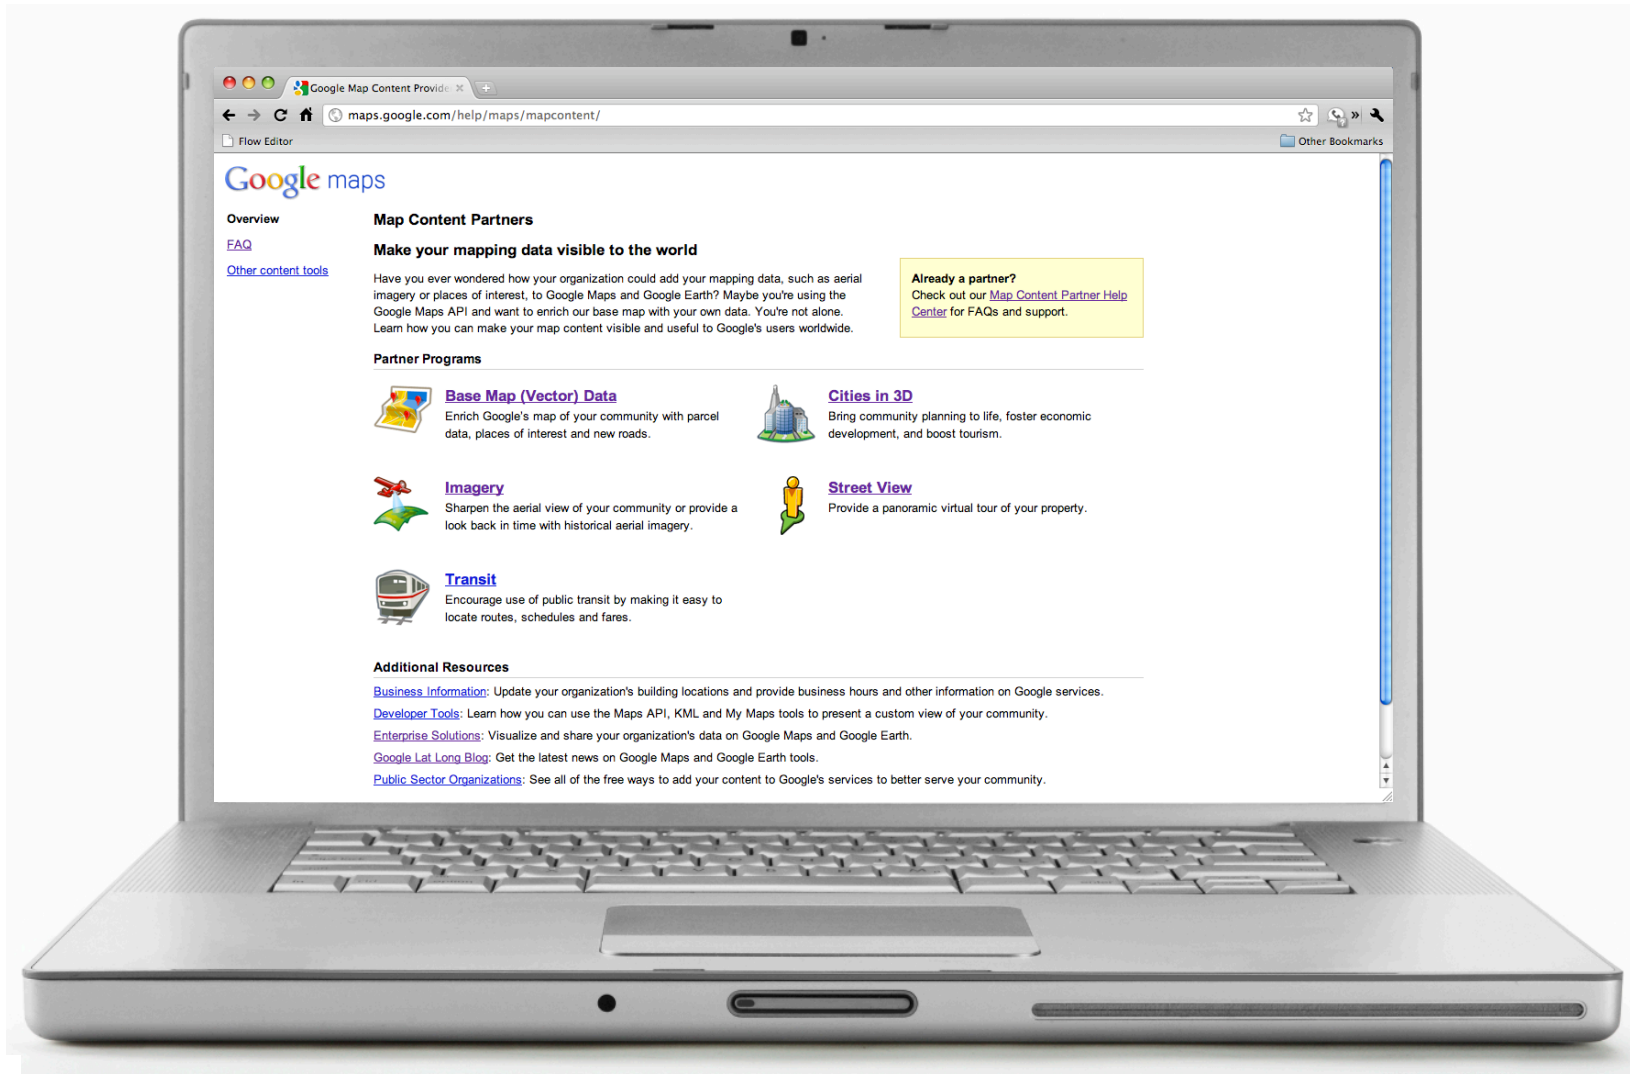 Google Map Content Provide
maps.google.com/help/maps/mapcontent/
Flow Editor
Other Bookmarks
Google maps
Overview
FAQ
Other content tools
Map Content Partners
Make your mapping data visible to the world
Have you ever wondered how your organization could add your mapping data, such as aerial
imagery or places of interest, to Google Maps and Google Earth? Maybe you're using the
Google Maps API and want to enrich our base map with your own data. You're not alone.
Learn how you can make your map content visible and useful to Google's users worldwide.
Already a partner?
Check out our Map Content Partner Help
Center for FAQs and support.
Partner Programs
Base Map (Vector) Data
Enrich Google's map of your community with parcel
data, places of interest and new roads.
Cities in 3D
Bring community planning to life, foster economic
development, and boost tourism.
Imagery
Sharpen the aerial view of your community or provide a
look back in time with historical aerial imagery.
Street View
Provide a panoramic virtual tour of your property.
Transit
Encourage use of public transit by making it easy to
locate routes, schedules and fares.
Additional Resources
Business Information: Update your organization's building locations and provide business hours and other information on Google services.
Developer Tools: Learn how you can use the Maps API, KML and My Maps tools to present a custom view of your community.
Enterprise Solutions: Visualize and share your organization's data on Google Maps and Google Earth.
Google Lat Long Blog: Get the latest news on Google Maps and Google Earth tools.
Public Sector Organizations: See all of the free ways to add your content to Google's services to better serve your community.